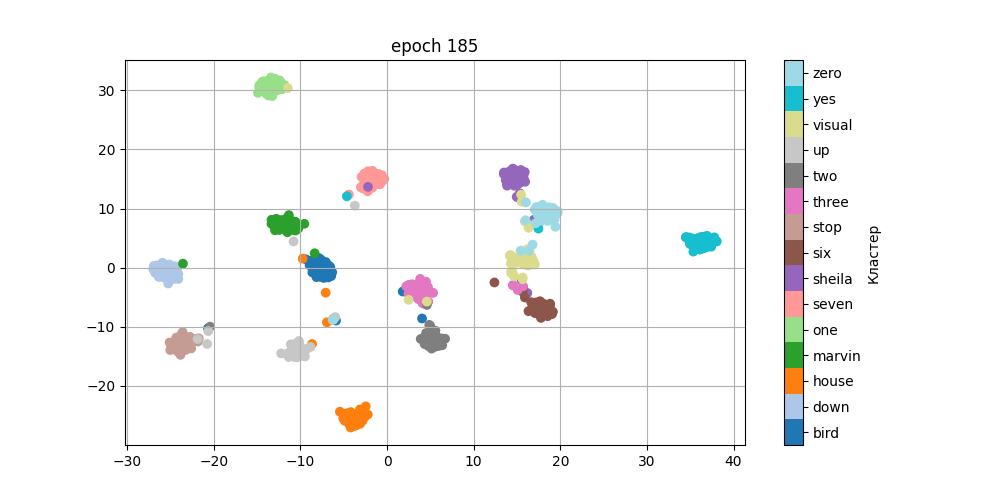 epoch 185
30
20
10
0
−10
−20
−30
−20
−10
0
10
20
30
40
zero
yes
visual
up
two
three
stop
six
sheila
seven
one
marvin
house
down
bird
Кластер